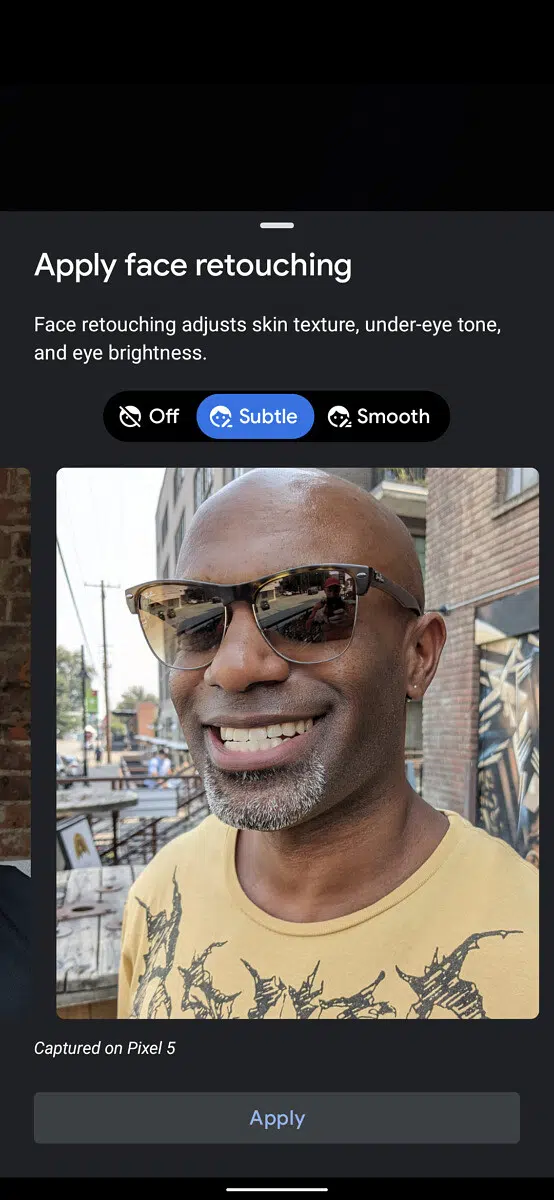 Apply face retouching
Face retouching adjusts skin texture, under-eye tone,
and eye brightness.
Off
Subtle
Smooth
Captured on Pixel 5
Apply